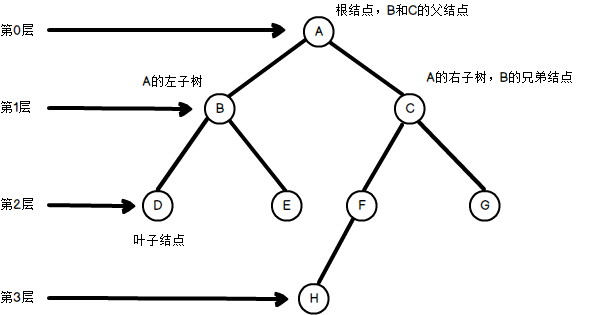 根结点，B和C的父结点
第0层
A
A的左子树
A的右子树，B的兄弟结点
第1层
B
C
第2层
D
E
F
G
叶子结点
第3层
H